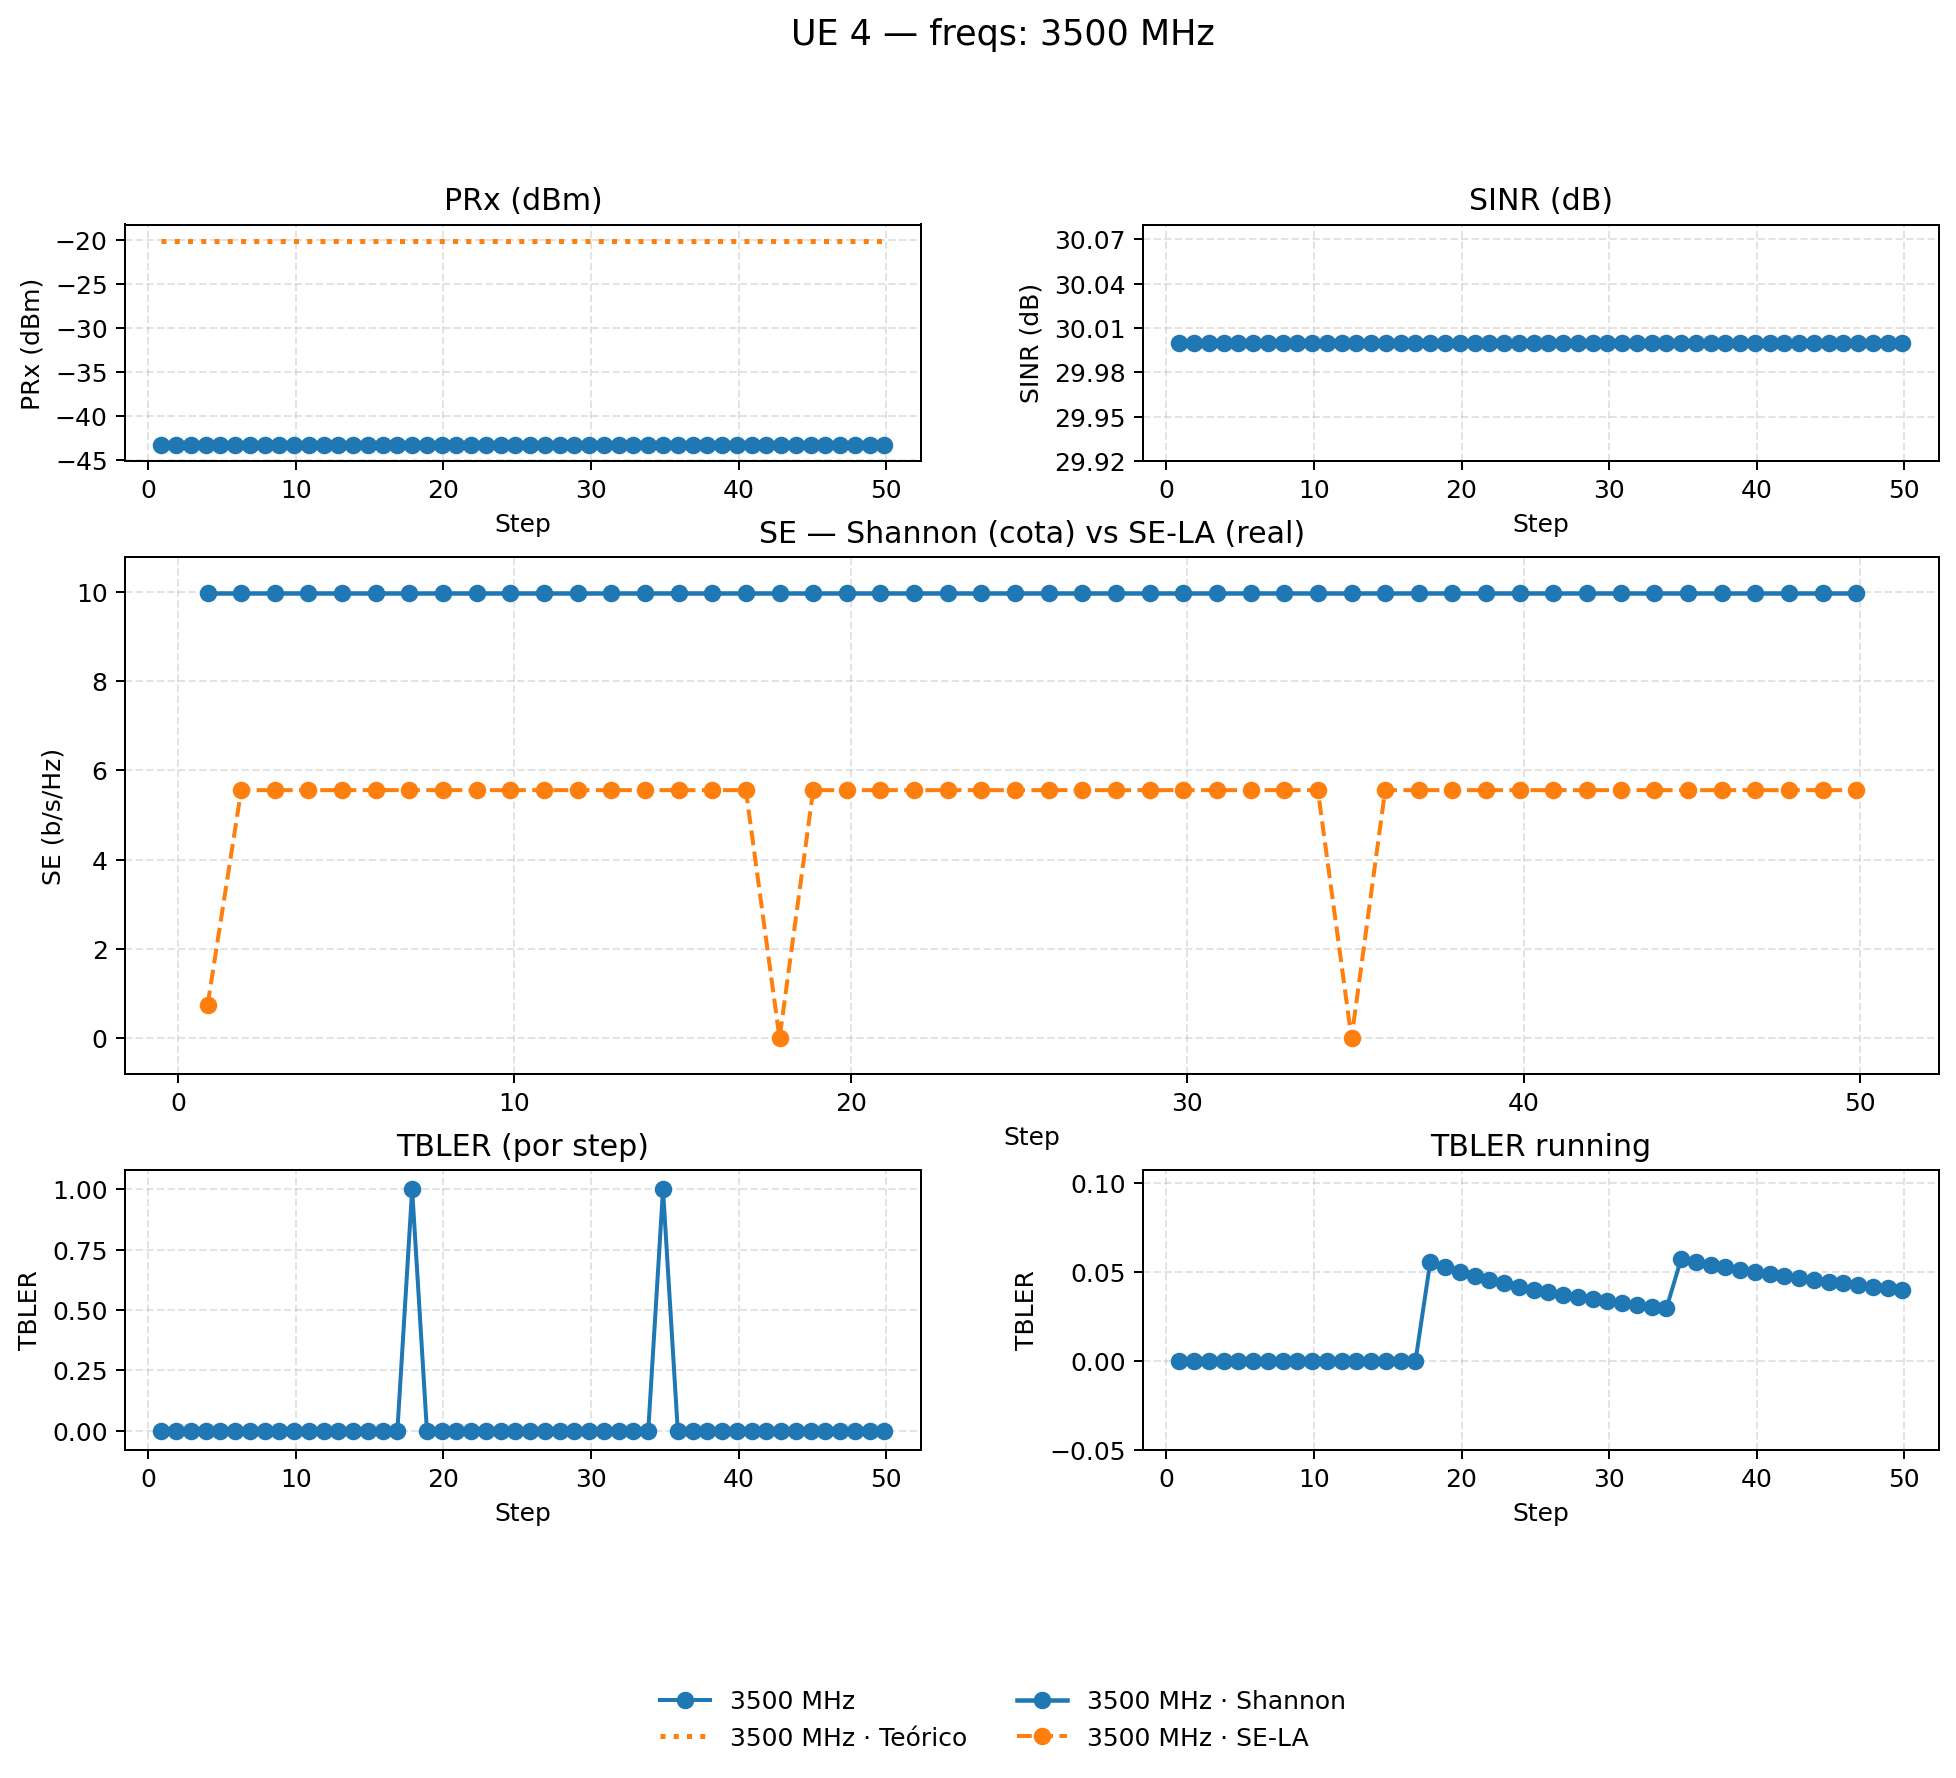 UE 4 — freqs: 3500 MHz
PRx (dBm)
PRx (dBm)
−20
−25
−30
−35
−40
−45
0 10 20 30 40 50
Step
SINR (dB)
SINR (dB)
30.07
30.04
30.01
29.98
29.95
29.92
0 10 20 30 40 50
Step
SE — Shannon (cota) vs SE-LA (real)
SE (b/s/Hz)
10
8
6
4
2
0
0 10 20 30 40 50
Step
TBLER (por step)
TBLER
1.00
0.75
0.50
0.25
0.00
0 10 20 30 40 50
Step
TBLER running
TBLER
0.10
0.05
0.00
−0.05
0 10 20 30 40 50
Step
3500 MHz
3500 MHz · Teórico
3500 MHz · Shannon
3500 MHz · SE-LA